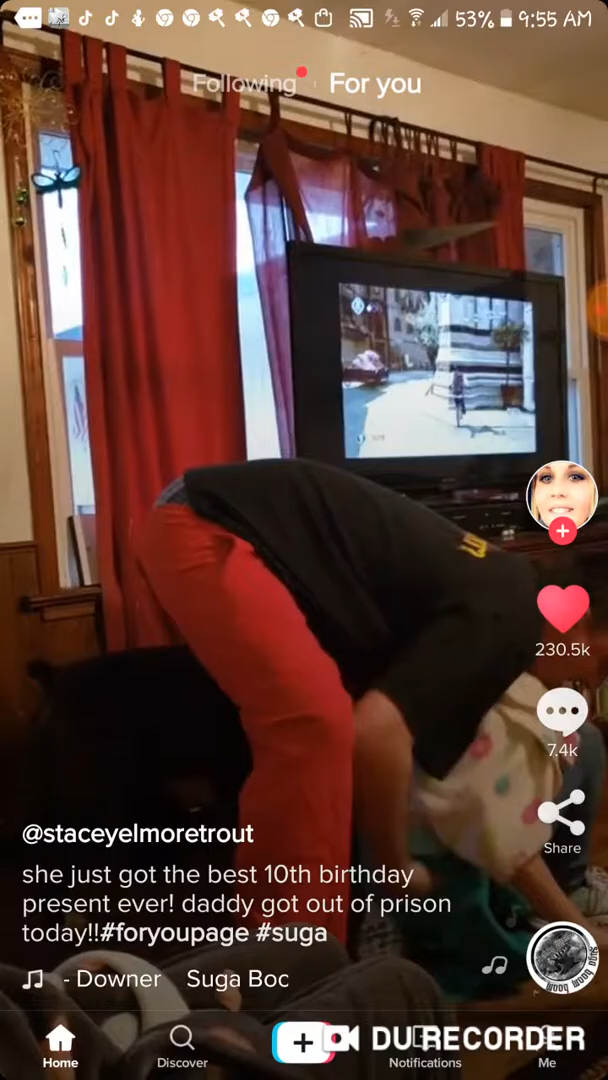 53% 9:55 AM
Following For you
230.5k
7.4k
Share
@staceyelmoretrout
she just got the best 10th birthday
present ever! daddy got out of prison
today!!#foryoupage #suga
- Downer Suga Boc
Home Discover Notifications Me
DU RECORDER